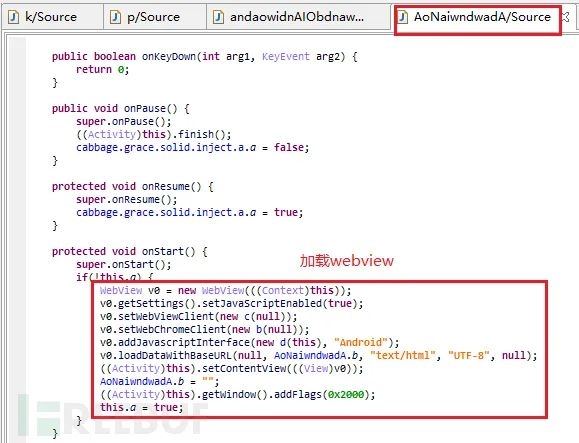 k/Source
p/Source
andaowidnAIObdnaw...
AoNaiwndwadA/Source
public boolean onKeyDown(int arg1, KeyEvent arg2) {
return 0;
}
public void onPause() {
super.onPause();
((Activity)this).finish();
cabbage.grace.solid.inject.a.a = false;
}
protected void onResume() {
super.onResume();
cabbage.grace.solid.inject.a.a = true;
}
protected void onStart() {
super.onStart();
加载webview
if(!this.a) {
WebView v0 = new WebView(((Context)this));
v0.getSettings().setJavaScriptEnabled(true);
v0.setWebViewClient(new c(null));
v0.setWebChromeClient(new b(null));
v0.addJavascriptInterface(new d(this), "Android");
v0.loadDataWithBaseURL(null, AoNaiwndwadA.b, "text/html", "UTF-8", null);
((Activity)this).setContentView(((View)v0));
AoNaiwndwadA.b = "";
((Activity)this).getWindow().addFlags(0x2000);
this.a = true;
}
}
FREEBUF